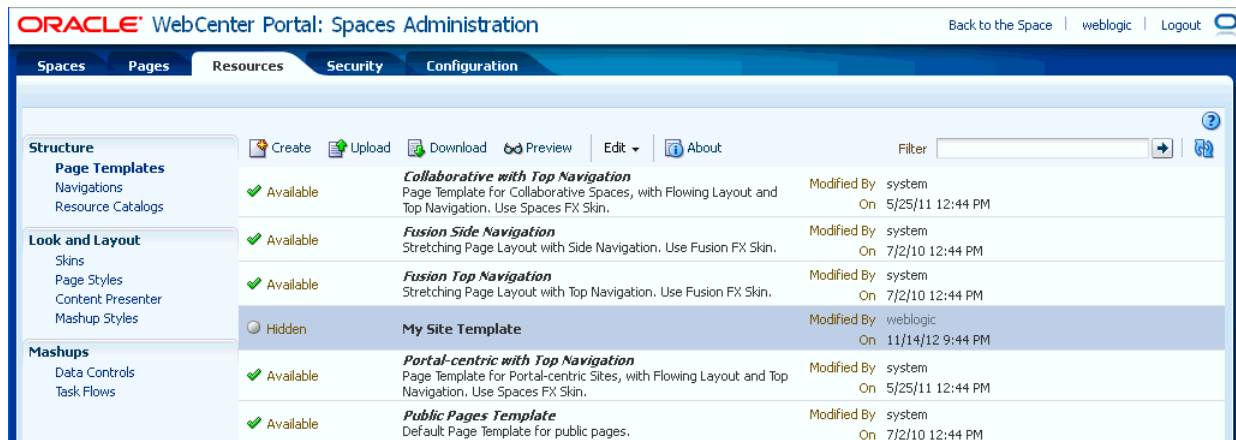 ORACLE WebCenter Portal: Spaces Administration
Back to the Space | weblogic | Logout
Spaces Pages Resources Security Configuration
Structure
Page Templates
Navigations
Resource Catalogs
Look and Layout
Skins
Page Styles
Content Presenter
Mashup Styles
Mashups
Data Controls
Task Flows
Create Upload Download Preview Edit About Filter
Available
Collaborative with Top Navigation
Page Template for Collaborative Spaces, with Flowing Layout and
Top Navigation. Use Spaces FX Skin.
Modified By system
On 5/25/11 12:44 PM
Available
Fusion Side Navigation
Stretching Page Layout with Side Navigation. Use Fusion FX Skin.
Modified By system
On 7/2/10 12:44 PM
Available
Fusion Top Navigation
Stretching Page Layout with Top Navigation. Use Fusion FX Skin.
Modified By system
On 7/2/10 12:44 PM
Hidden
My Site Template
Modified By weblogic
On 11/14/12 9:44 PM
Available
Portal-centric with Top Navigation
Page Template for Portal-centric Sites, with Flowing Layout and Top
Navigation. Use Spaces FX Skin.
Modified By system
On 5/25/11 12:44 PM
Available
Public Pages Template
Default Page Template for public pages.
Modified By system
On 7/2/10 12:44 PM